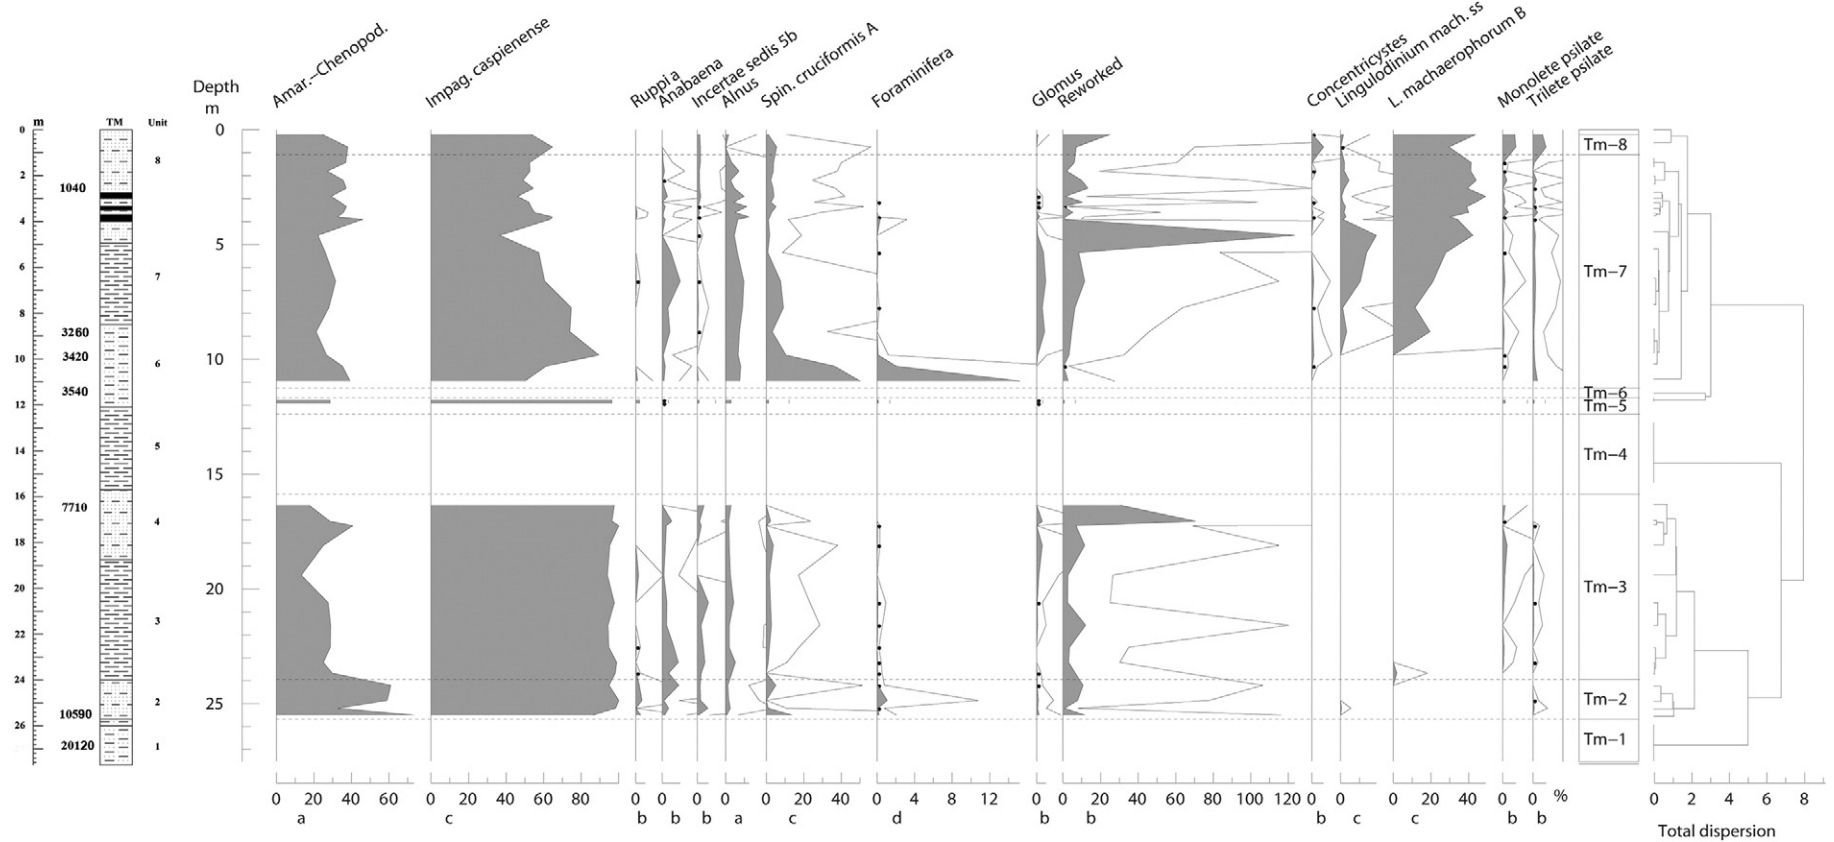 Amar.–Chenopod.
Impag. caspienense
Ruppia
Anabaena
Incertae sedis 5b
Alnus
Spin. cruciformis A
Foraminifera
Glomus
Reworked
Concentricystes
Lingulodinium mach. ss
L. machaerophorum B
Monolete psilate
Trilete psilate
Depth
m
m TM Unit
0
2
4
6
8
10
12
14
16
18
20
22
24
26
1040
3260
3420
3540
7710
10590
20120
8
7
6
5
4
3
2
1
0
5
10
15
20
25
Tm–8
Tm–7
Tm–6
Tm–5
Tm–4
Tm–3
Tm–2
Tm–1
0 20 40 60 0 20 40 60 80 0 0 0 0 0 20 40 0 4 8 12 0 0 20 40 60 80 100 120 0 0 0 20 40 0 0 % 0 2 4 6 8
a c b b b a c d b b b c c b b
Total dispersion